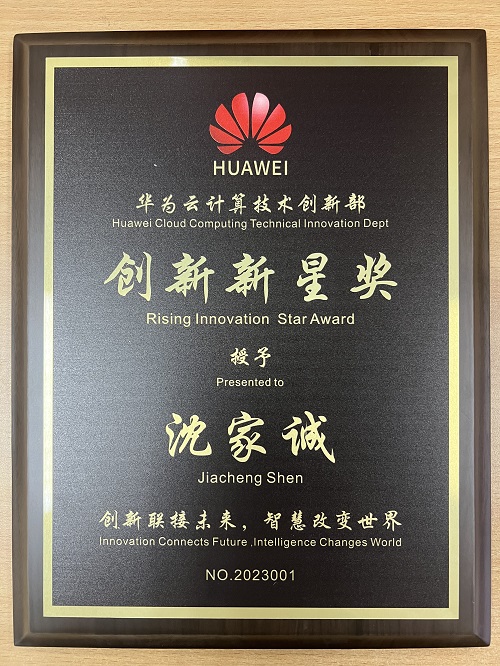 HUAWEI
华为云计算技术创新部
Huawei Cloud Computing Technical Innovation Dept
创新新星奖
Rising Innovation Star Award
授予
Presented to
沈家诚
Jiacheng Shen
创新联接未来，智慧改变世界
Innovation Connects Future ,Intelligence Changes World
NO.2023001